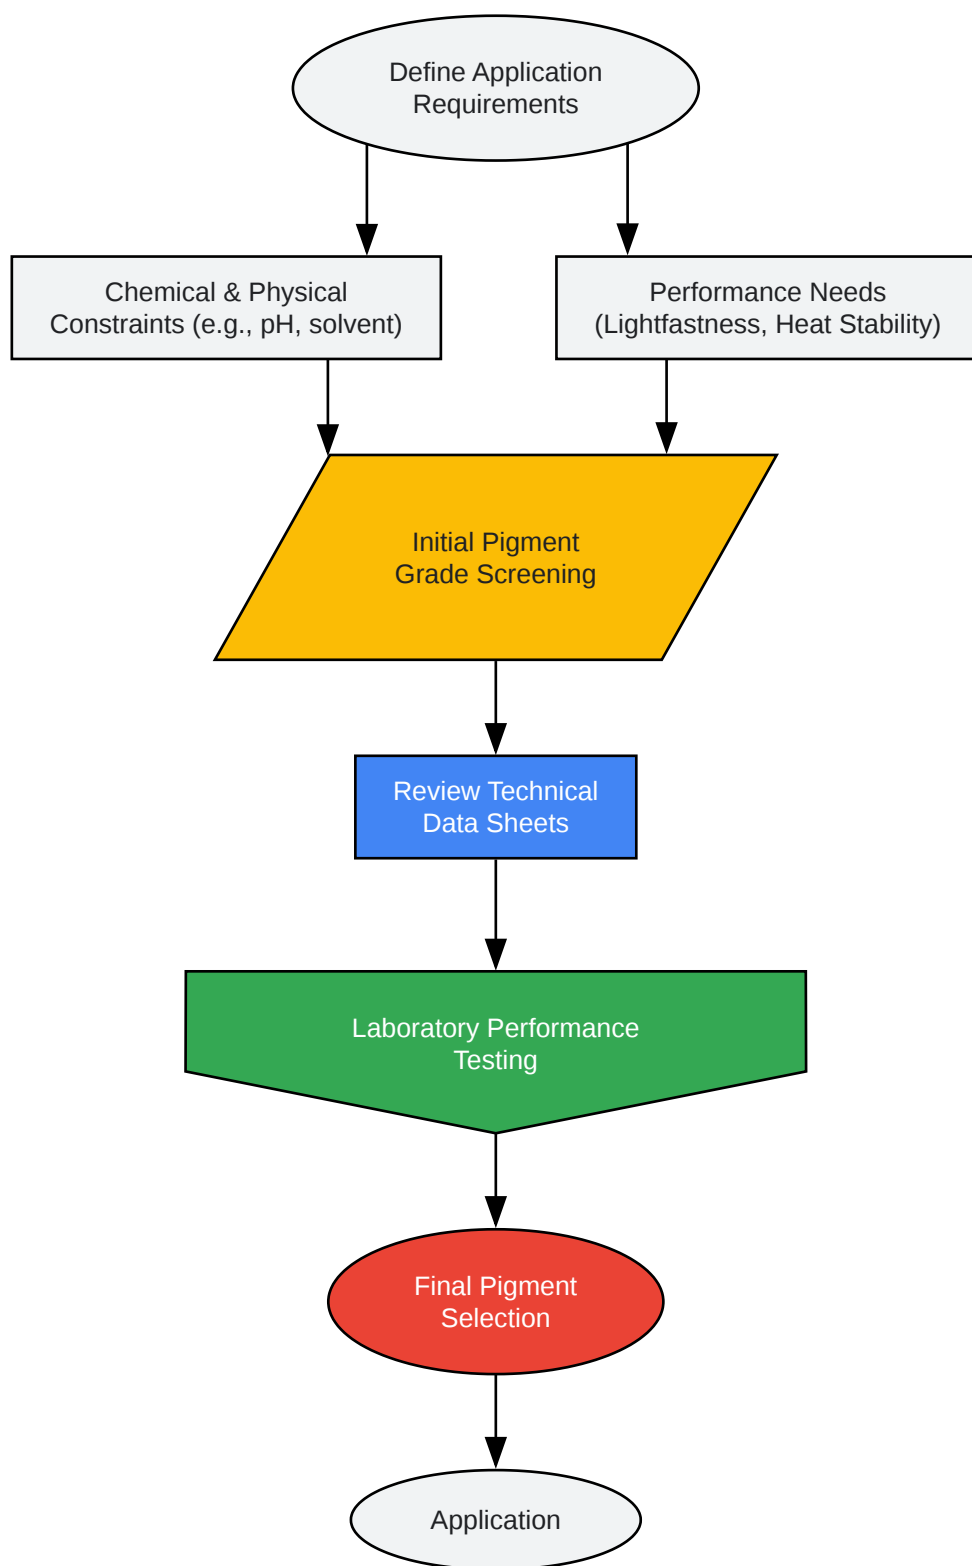 Define Application
Requirements
Chemical & Physical
Constraints (e.g., pH, solvent)
Performance Needs
(Lightfastness, Heat Stability)
Initial Pigment
Grade Screening
Review Technical
Data Sheets
Laboratory Performance
Testing
Final Pigment
Selection
Application